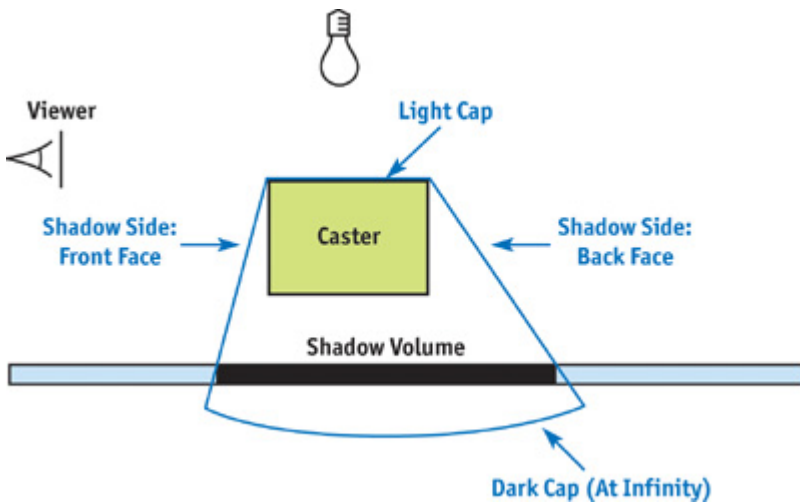 Viewer
Light Cap
Shadow Side:
Front Face
Caster
Shadow Side:
Back Face
Shadow Volume
Dark Cap (At Infinity)